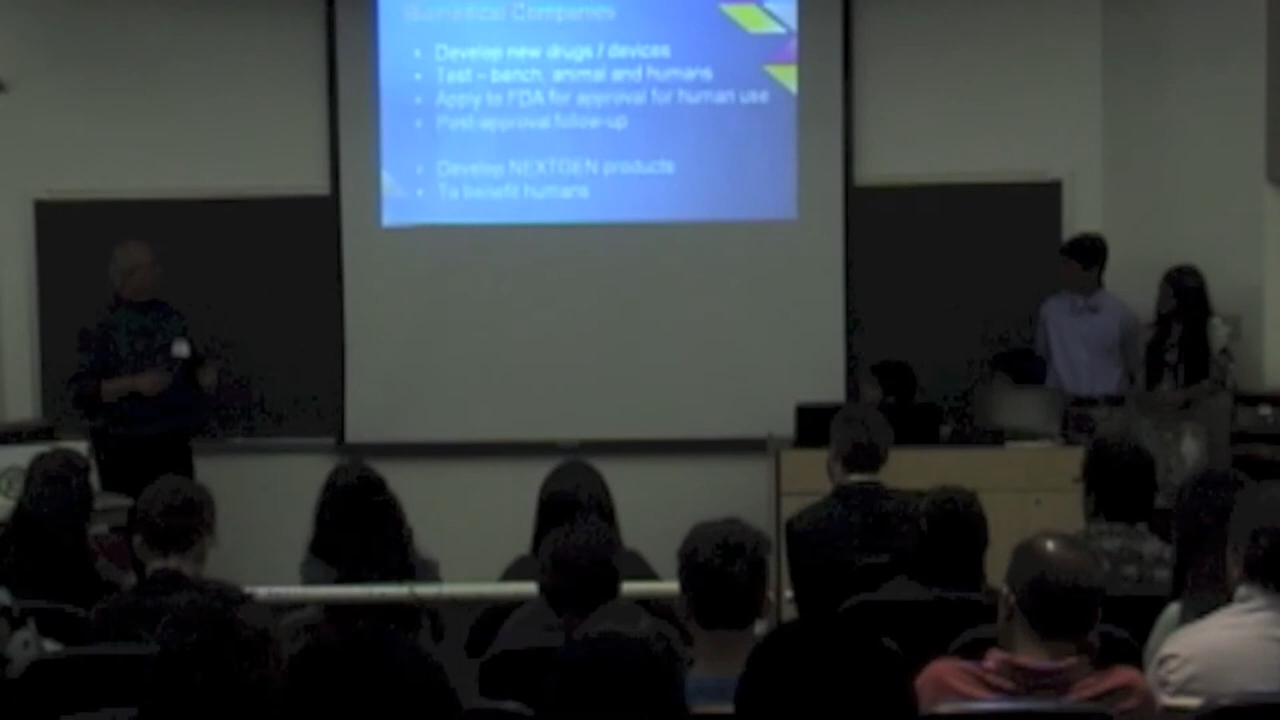 Biomedical Companies
Develop new drugs / devices
Test – bench, animal and humans
Apply to FDA for approval for human use
Post-approval follow-up
Develop NEXTGEN products
To benefit humans